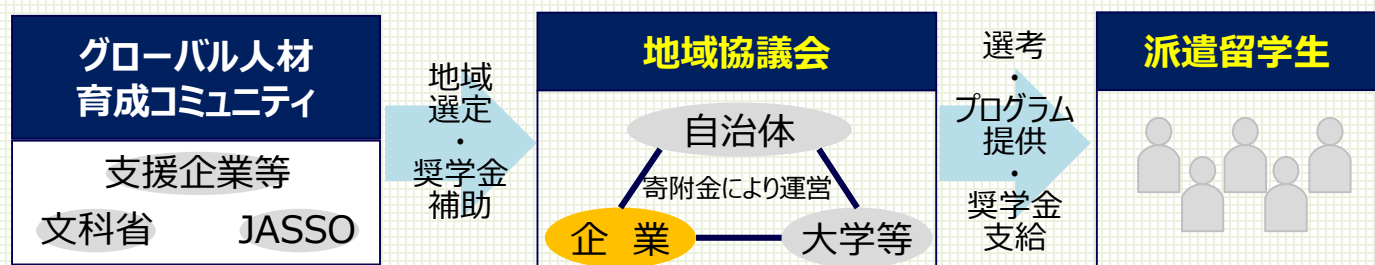 グローバル人材
育成コミュニティ
支援企業等
文科省
JASSO
地域
選定
・
奨学金
補助
地域協議会
自治体
寄附金により運営
企 業
大学等
選考
・
プログラム
提供
・
奨学金
支給
派遣留学生